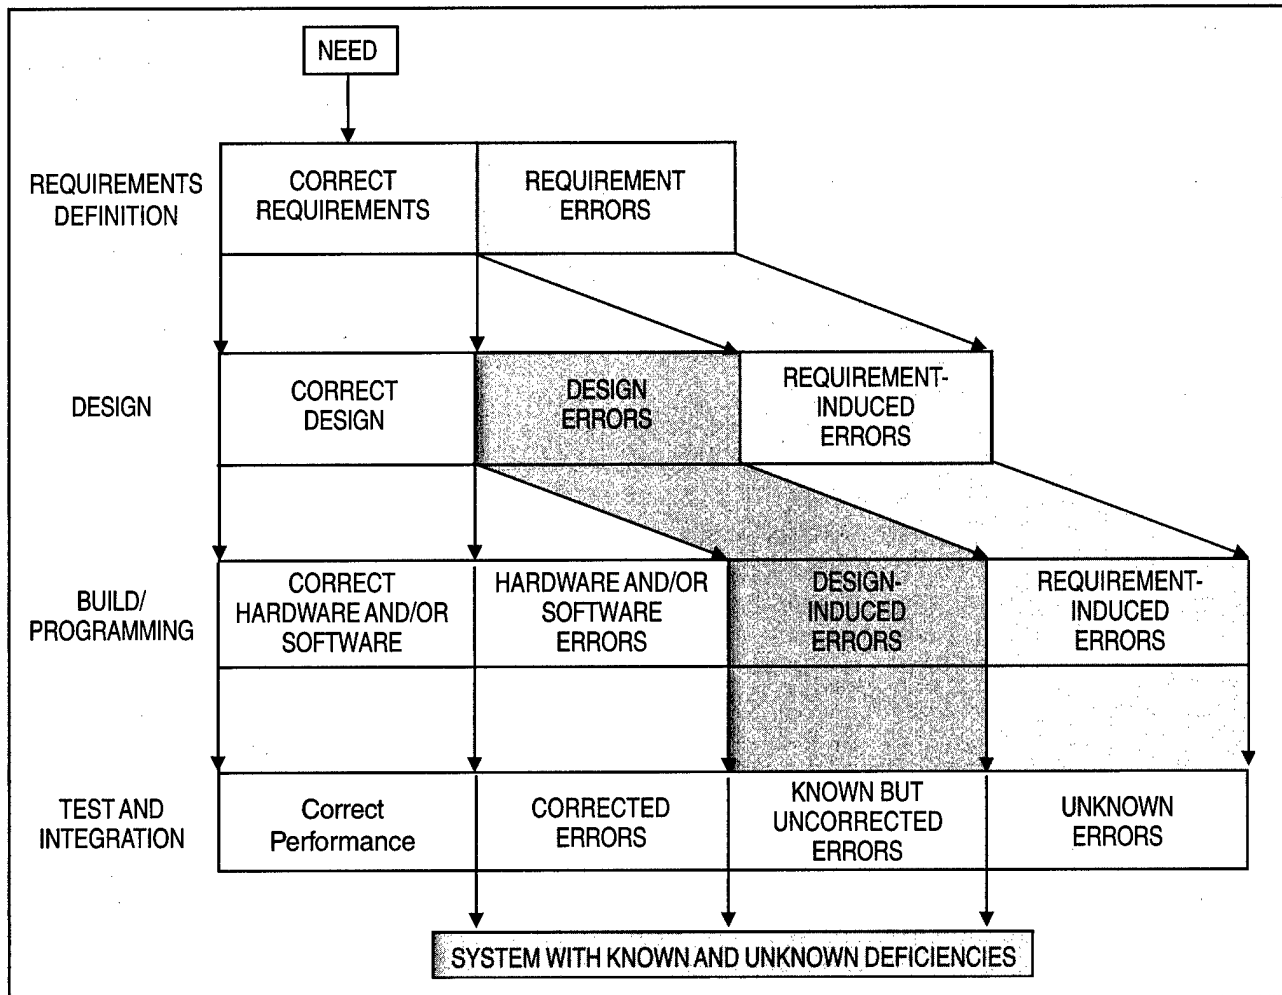 NEED
REQUIREMENTS
DEFINITION
CORRECT
REQUIREMENTS
REQUIREMENT
ERRORS
DESIGN
CORRECT
DESIGN
DESIGN
ERRORS
REQUIREMENT-
INDUCED
ERRORS
BUILD/
PROGRAMMING
CORRECT
HARDWARE AND/OR
SOFTWARE
HARDWARE AND/OR
SOFTWARE
ERRORS
DESIGN-
INDUCED
ERRORS
REQUIREMENT-
INDUCED
ERRORS
TEST AND
INTEGRATION
Correct
Performance
CORRECTED
ERRORS
KNOWN BUT
UNCORRECTED
ERRORS
UNKNOWN
ERRORS
SYSTEM WITH KNOWN AND UNKNOWN DEFICIENCIES